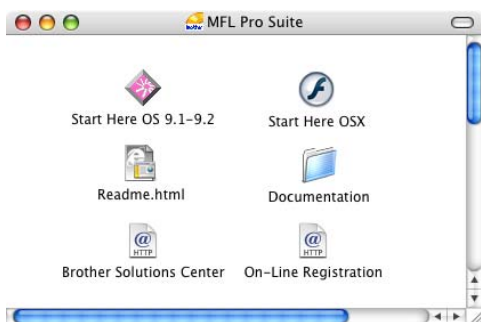 MFL Pro Suite
Start Here OS 9.1-9.2
Start Here OSX
Readme.html
Documentation
HTTP
HTTP
Brother Solutions Center
On-Line Registration